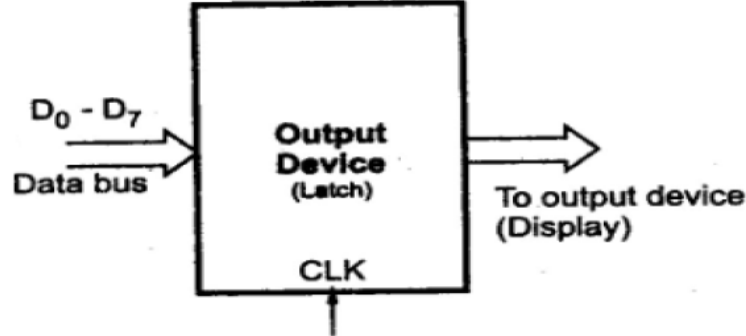 D0 - D7
Data bus
Output
Device
(Latch)
CLK
To output device
(Display)